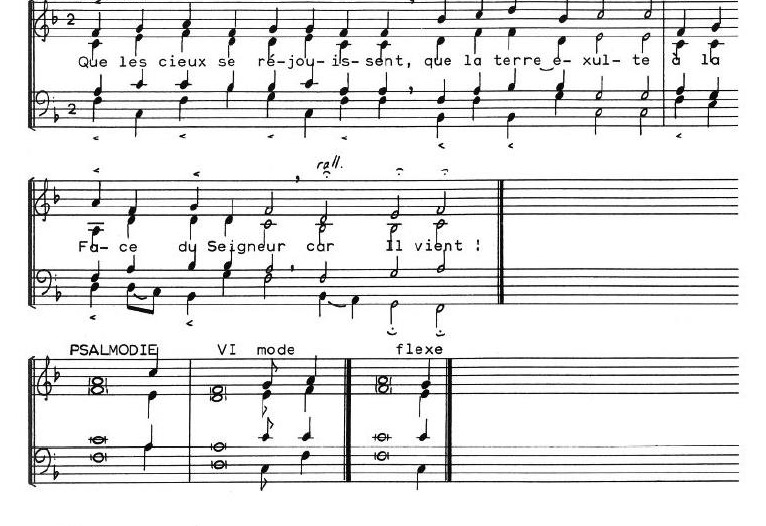 Que les cieux se ré-jou-is-sent, que la terre e- xul- te à la
rall.
Fa- ce du Seigneur car Il vient !
PSALMODIE VI mode flexe